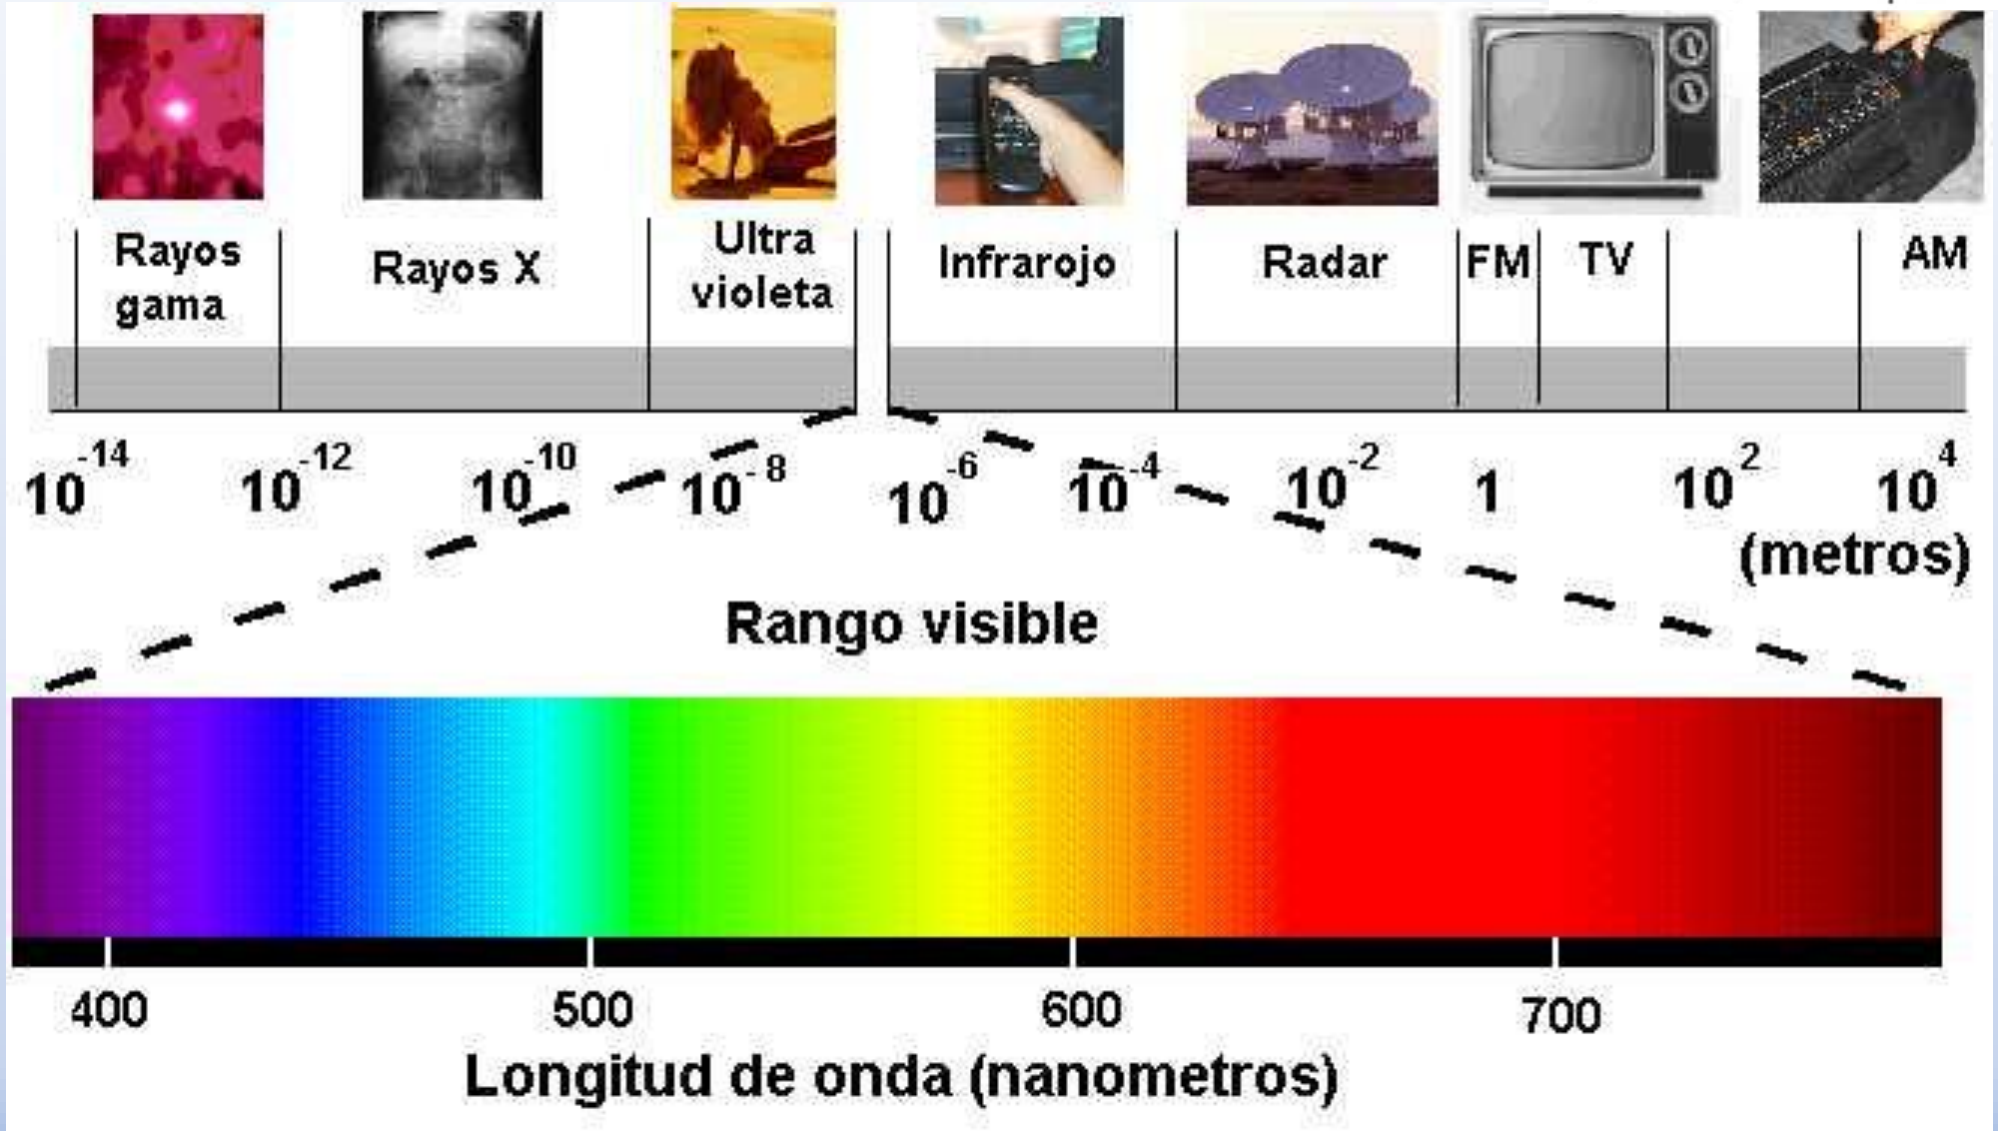 Rayos
gama
Rayos X
Ultra
violeta
Infrarojo
Radar
FM
TV
AM
10⁻¹⁴ 10⁻¹² 10⁻¹⁰ 10⁻⁸ 10⁻⁶ 10⁻⁴ 10⁻² 1 10² 10⁴
(metros)
Rango visible
400 500 600 700
Longitud de onda (nanometros)